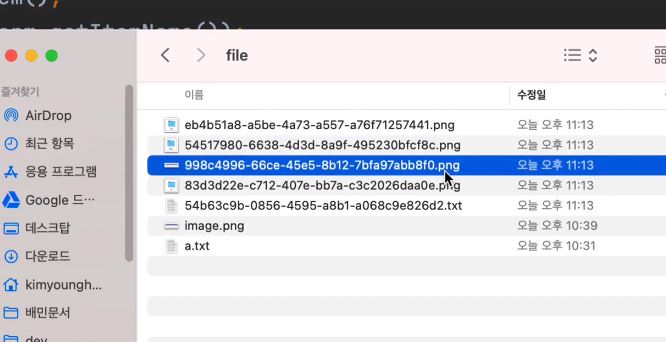 file
이름
수정일
eb4b51a8-a5be-4a73-a557-a76f71257441.png
오늘 오후 11:13
54517980-6638-4d3d-8a9f-495230bfcf8c.png
오늘 오후 11:13
998c4996-66ce-45e5-8b12-7bfa97abb8f0.png
오늘 오후 11:13
83d3d22e-c712-407e-bb7a-c3c2026daa0e.png
오늘 오후 11:13
54b63c9b-0856-4595-a8b1-a068c9e826d2.txt
오늘 오후 11:13
image.png
오늘 오후 10:39
a.txt
오늘 오후 10:31
즐겨찾기
AirDrop
최근 항목
응용 프로그램
Google 드…
데스크탑
다운로드
kimyoungh…
배민문서
dev